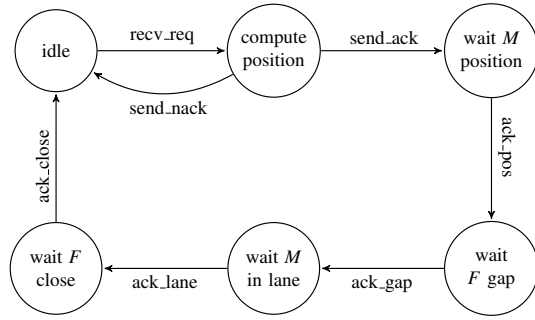 idle
recv_req
compute
position
send_ack
wait M
position
send_nack
ack_close
ack_pos
wait F
close
ack_lane
wait M
in lane
ack_gap
wait
F gap